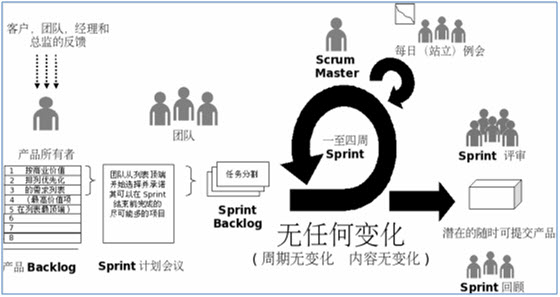 客户，团队，经理和
总监的反馈
产品所有者
1 按商业价值
2 排列优先化
3 的需求列表
4 (最高价值项
5 在列表最顶端)
6
7
8
产品 Backlog
团队
团队从列表顶端
开始选择并承诺
其可以在 Sprint
结束前完成的
尽可能多的项目
Sprint 计划会议
任务分割
Sprint
Backlog
Scrum
Master
每日（站立）例会
一至四周
Sprint
无任何变化
(周期无变化 内容无变化)
Sprint 评审
潜在的随时可提交产品
Sprint 回顾